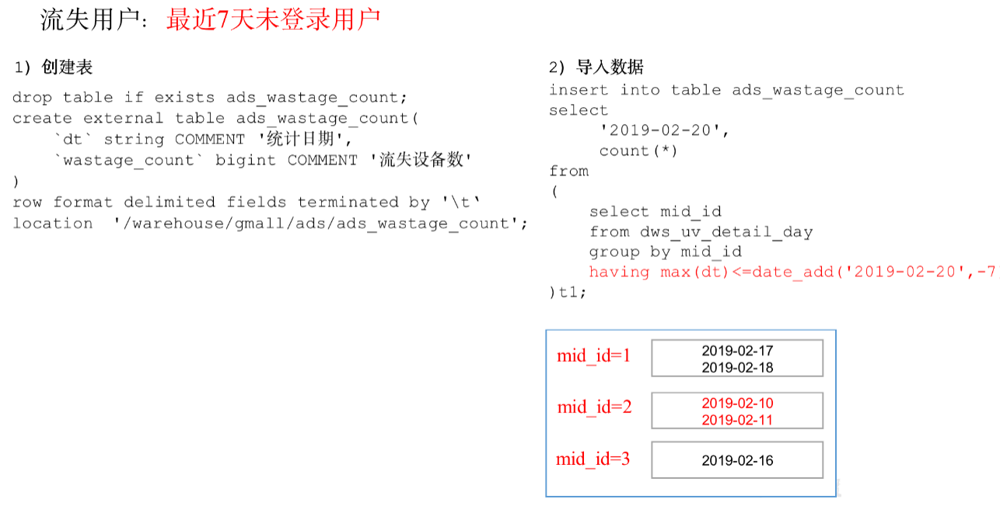 流失用户：最近7天未登录用户
1) 创建表
drop table if exists ads_wastage_count;
create external table ads_wastage_count(
    `dt` string COMMENT '统计日期',
    `wastage_count` bigint COMMENT '流失设备数'
)
row format delimited fields terminated by '\t‘
location  '/warehouse/gmall/ads/ads_wastage_count';
2) 导入数据
insert into table ads_wastage_count
select
     '2019-02-20',
     count(*)
from
(
    select mid_id
    from dws_uv_detail_day
    group by mid_id
    having max(dt)<=date_add('2019-02-20',-7
)t1;
mid_id=1
2019-02-17
2019-02-18
mid_id=2
2019-02-10
2019-02-11
mid_id=3
2019-02-16